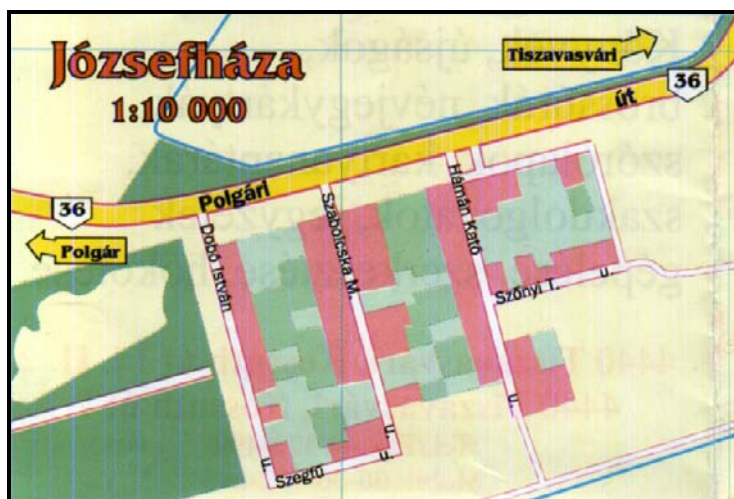 Józsefháza
1:10 000
Tiszavasvári
36
út
Polgári
36
Polgár
Dobó István
u.
Szabolcska M.
u.
Hámán Kató
u.
Szőnyi T. u.
Szegfű u.